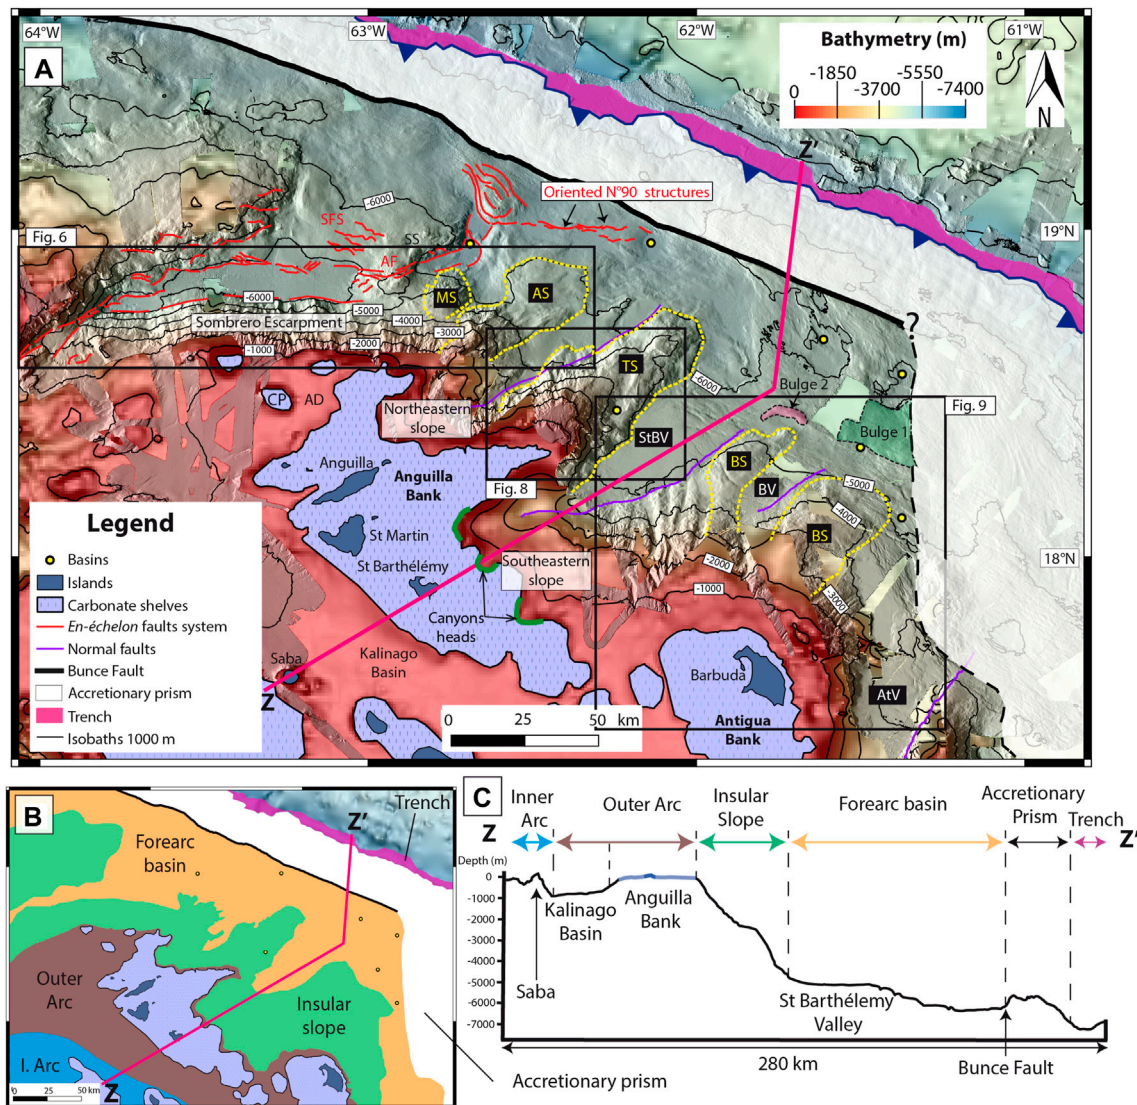 64°W
63°W
62°W
61°W
A
Bathymetry (m)
-1850
-5550
0
-3700
-7400
N
Z'
Oriented N°90 structures
-6000
SFS
SS
AF
19°N
Fig. 6
MS
AS
-6000
-5000
-4000
-3000
Sombrero Escarpment
-2000
-1000
?
TS
-6000
Bulge 2
CP
AD
Northeastern
slope
Fig. 9
Bulge 1
StBV
BS
Anguilla
Anguilla
Bank
Fig. 8
BV
-5000
-4000
BS
Legend
Basins
Islands
Carbonate shelves
En-échelon faults system
Normal faults
Bunce Fault
Accretionary prism
Trench
Isobaths 1000 m
St Martin
St Barthélemy
Southeastern
slope
18°N
-2000
-1000
-3000
Canyons
heads
Saba
Kalinago
Basin
Z
Barbuda
AtV
0 25 50 km
Antigua
Bank
B
Trench
Z'
Forearc
basin
Outer
Arc
Insular
slope
I. Arc
Z
0 25 50 km
Accretionary prism
C
Inner
Arc
Outer Arc
Insular
Slope
Forearc basin
Accretionary
Prism
Trench
Z
Z'
Depth (m)
0
-1000
-2000
-3000
-4000
-5000
-6000
-7000
Kalinago
Basin
Anguilla
Bank
Saba
St Barthélemy
Valley
280 km
Bunce Fault